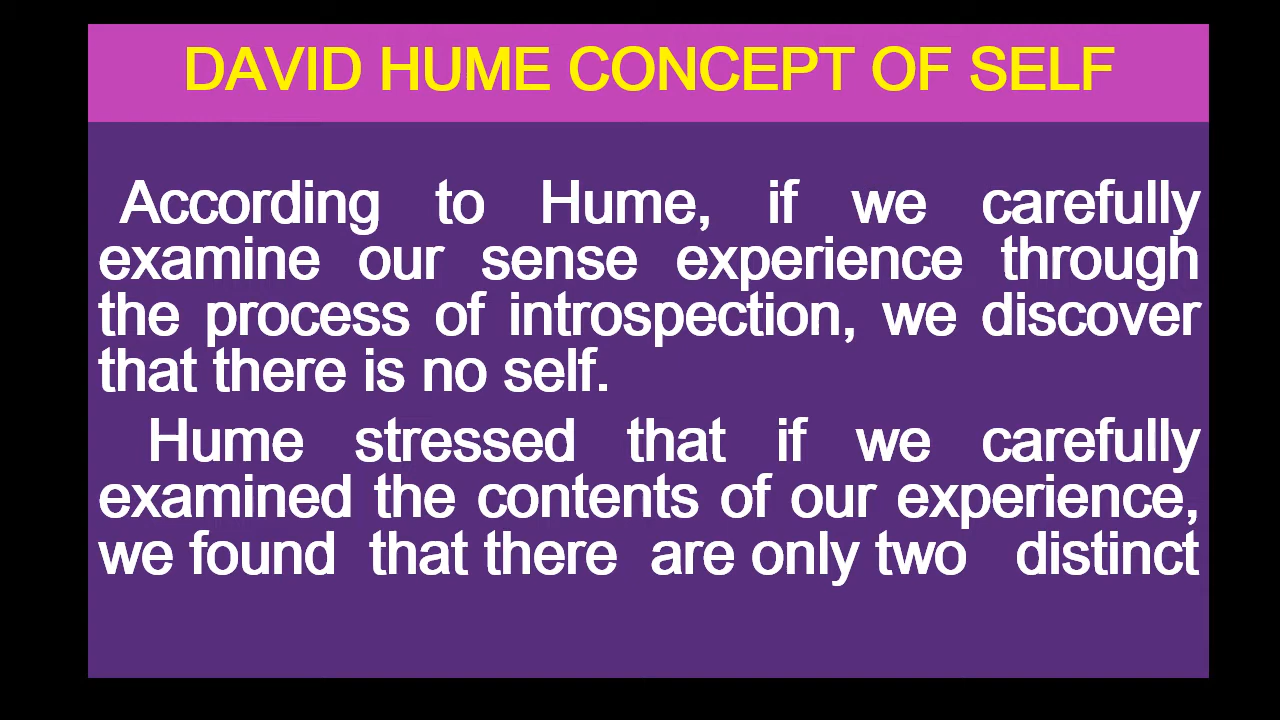 DAVID HUME CONCEPT OF SELF
According to Hume, if we carefully
examine our sense experience through
the process of introspection, we discover
that there is no self.
Hume stressed that if we carefully
examined the contents of our experience,
we found that there are only two distinct